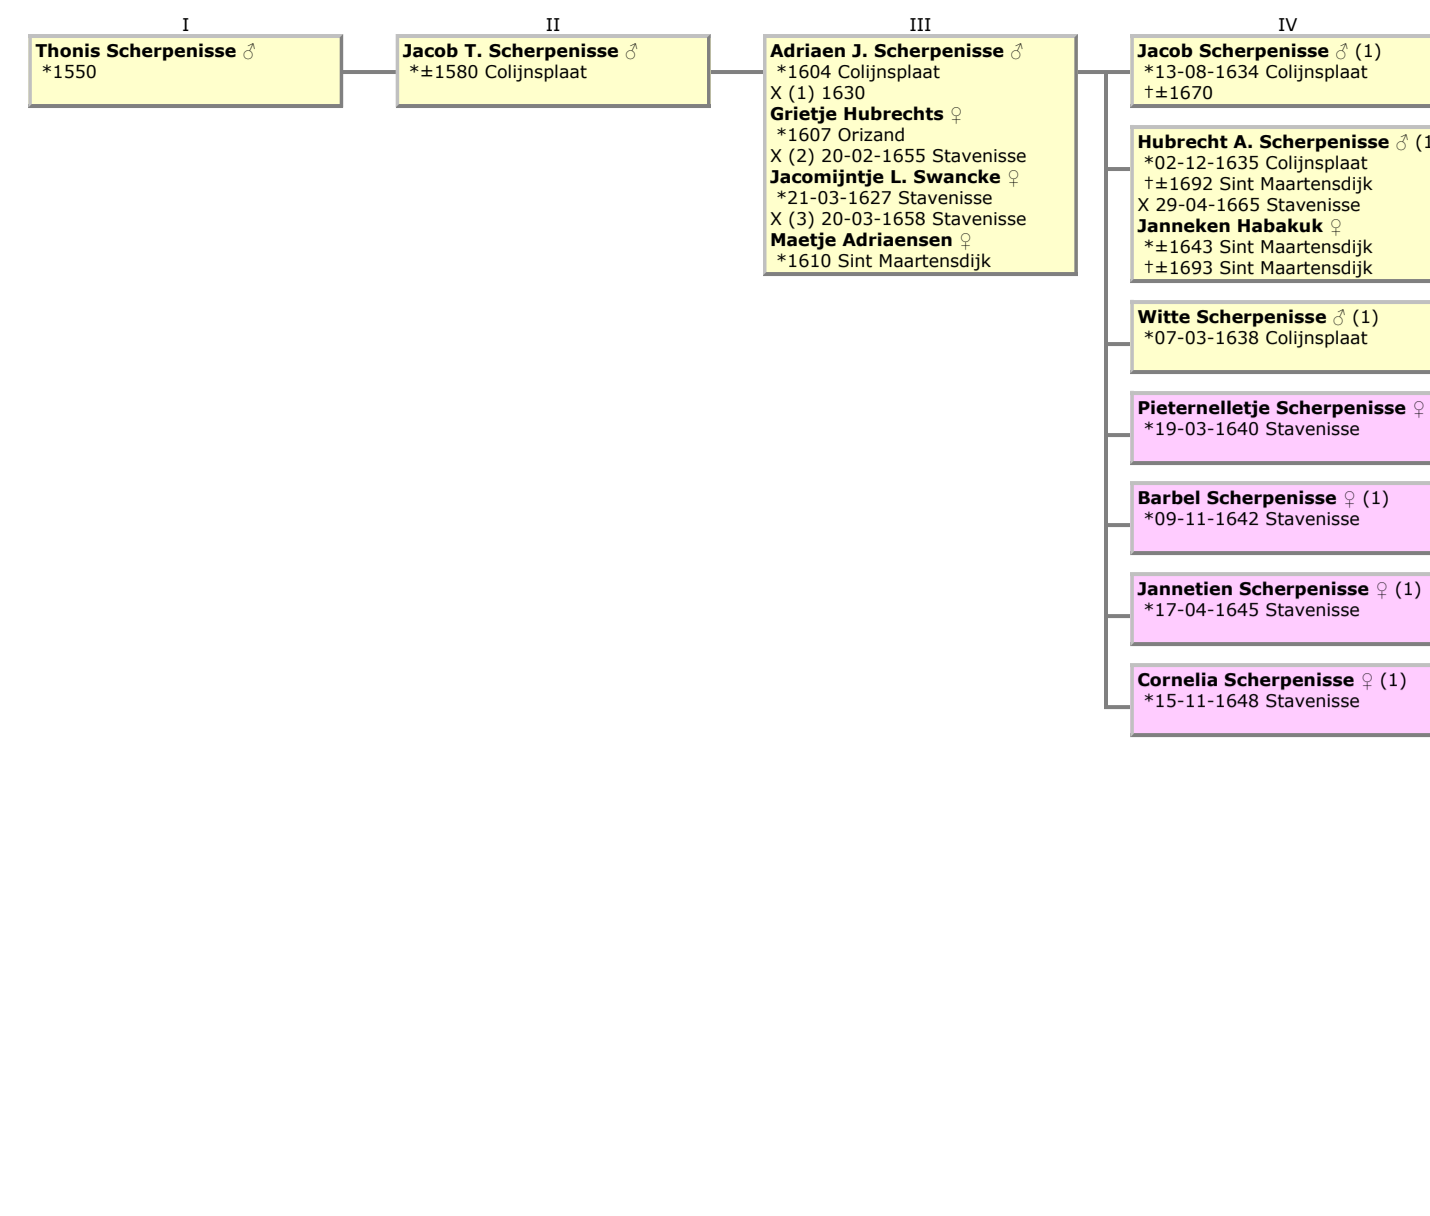 I
II
III
IV
Thonis Scherpenisse ♂
*1550
Jacob T. Scherpenisse ♂
*±1580 Colijnsplaat
Adriaen J. Scherpenisse ♂
*1604 Colijnsplaat
X (1) 1630
Grietje Hubrechts ♀
*1607 Orizand
X (2) 20-02-1655 Stavenisse
Jacomijntje L. Swancke ♀
*21-03-1627 Stavenisse
X (3) 20-03-1658 Stavenisse
Maetje Adriaensen ♀
*1610 Sint Maartensdijk
Jacob Scherpenisse ♂ (1)
*13-08-1634 Colijnsplaat
†±1670
Hubrecht A. Scherpenisse ♂ (1
*02-12-1635 Colijnsplaat
†±1692 Sint Maartensdijk
X 29-04-1665 Stavenisse
Janneken Habakuk ♀
*±1643 Sint Maartensdijk
†±1693 Sint Maartensdijk
Witte Scherpenisse ♂ (1)
*07-03-1638 Colijnsplaat
Pieternelletje Scherpenisse ♀
*19-03-1640 Stavenisse
Barbel Scherpenisse ♀ (1)
*09-11-1642 Stavenisse
Jannetien Scherpenisse ♀ (1)
*17-04-1645 Stavenisse
Cornelia Scherpenisse ♀ (1)
*15-11-1648 Stavenisse